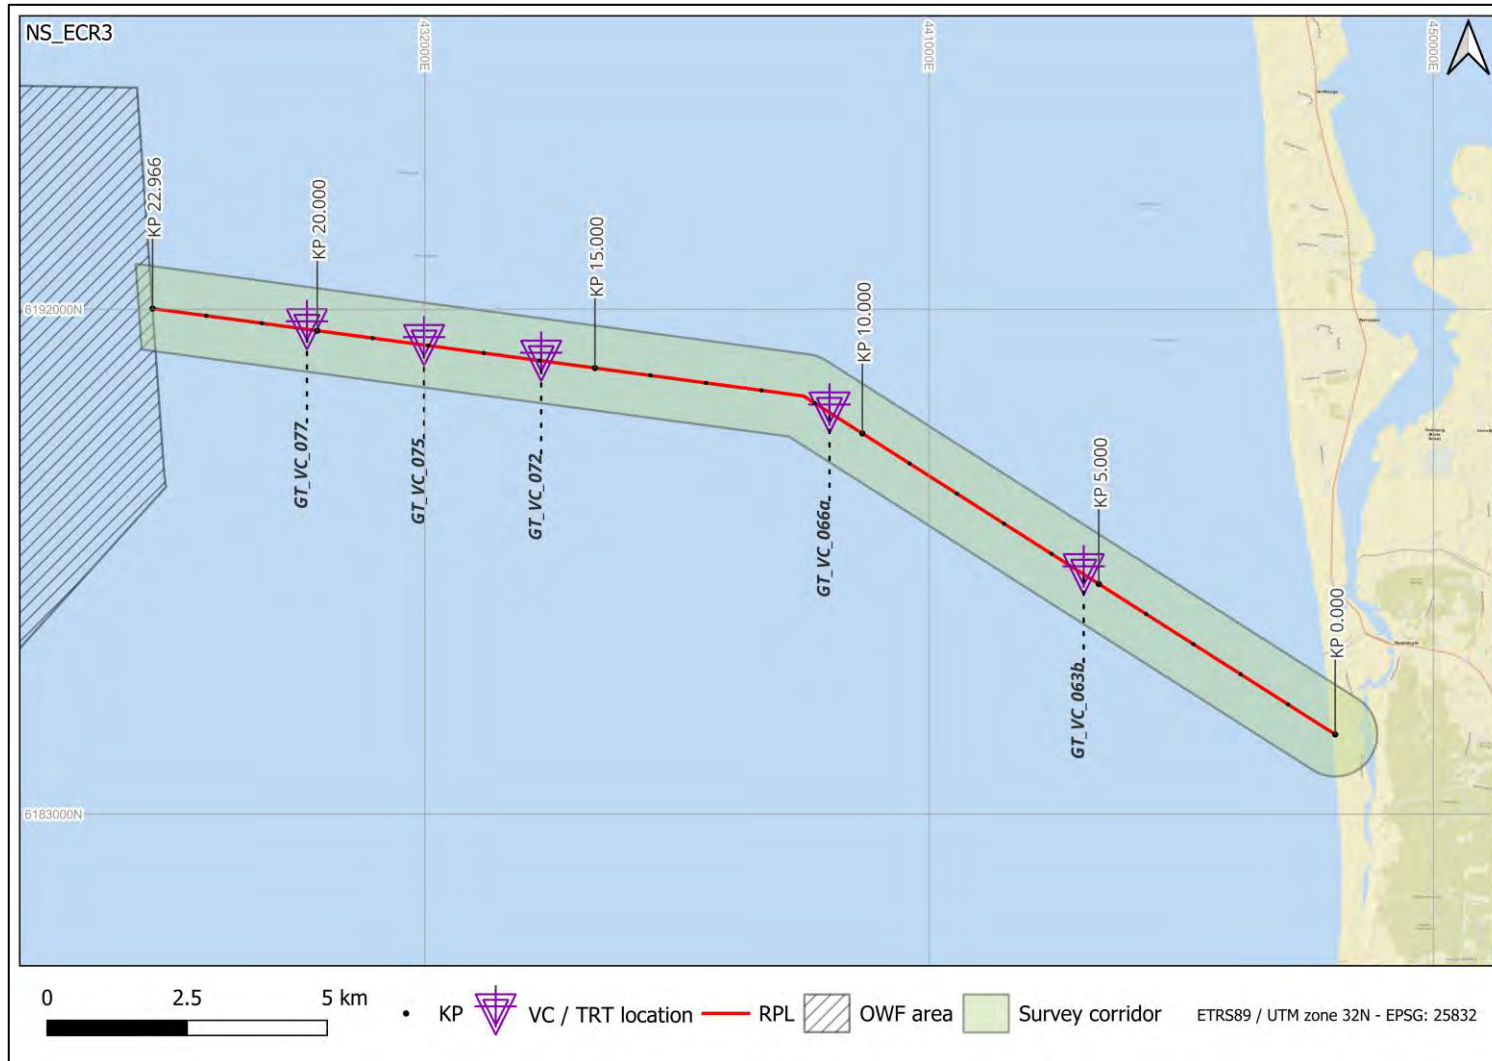 NS_ECR3
432000E
441000E
450000E
KP 22.966
KP 20.000
KP 15.000
KP 10.000
KP 5.000
KP 0.000
6192000N
6183000N
GT_VC_077
GT_VC_075
GT_VC_072
GT_VC_066a
GT_VC_063b
0 2.5 5 km
KP VC / TRT location RPL OWF area Survey corridor ETRS89 / UTM zone 32N - EPSG: 25832